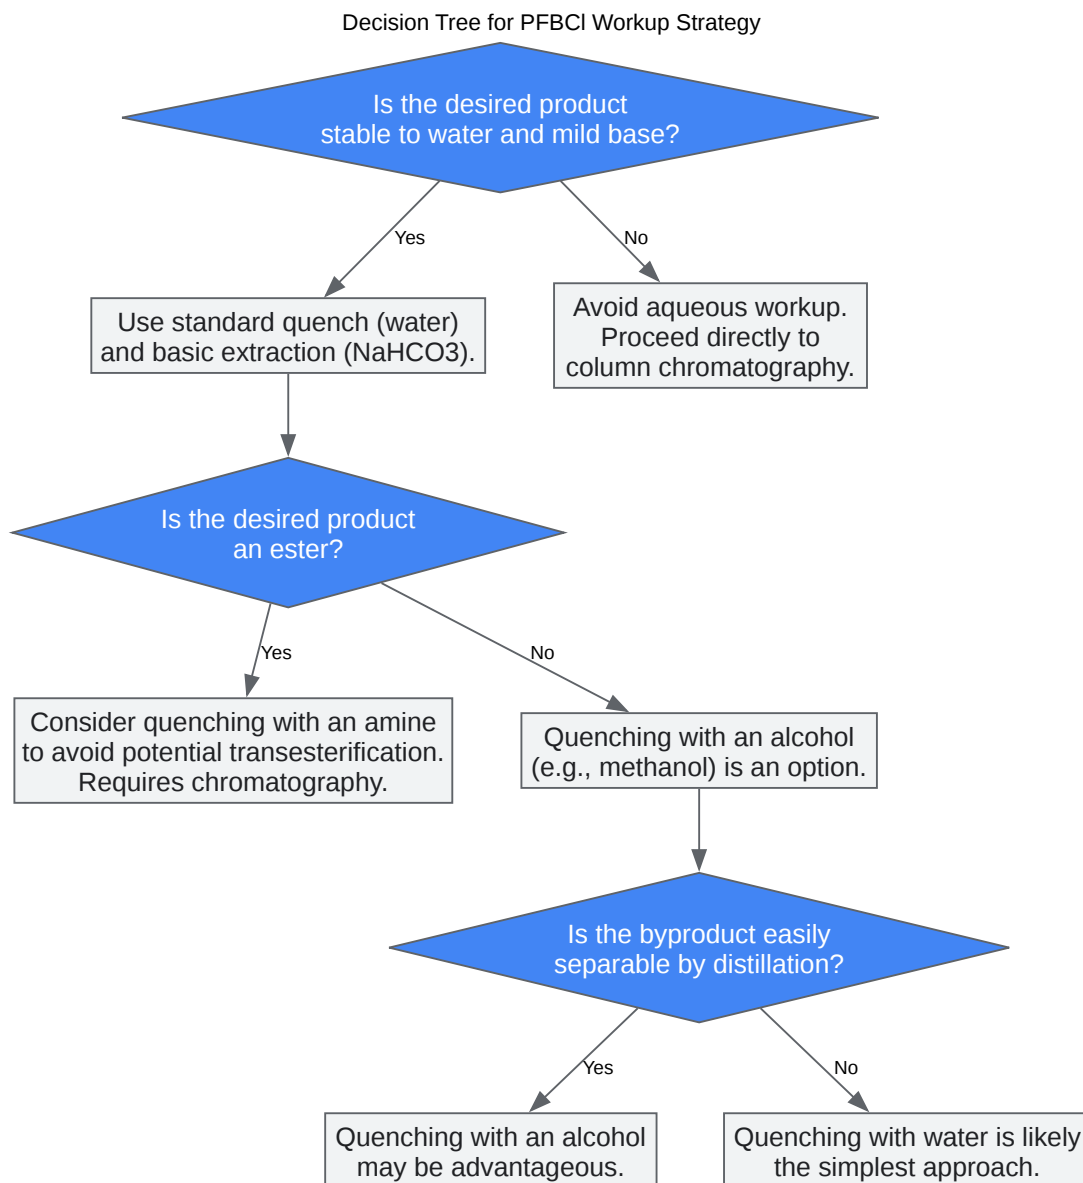 Decision Tree for PFBCl Workup Strategy
Is the desired product
stable to water and mild base?
Yes
No
Use standard quench (water)
and basic extraction (NaHCO3).
Avoid aqueous workup.
Proceed directly to
column chromatography.
Is the desired product
an ester?
Yes
No
Consider quenching with an amine
to avoid potential transesterification.
Requires chromatography.
Quenching with an alcohol
(e.g., methanol) is an option.
Is the byproduct easily
separable by distillation?
Yes
No
Quenching with an alcohol
may be advantageous.
Quenching with water is likely
the simplest approach.